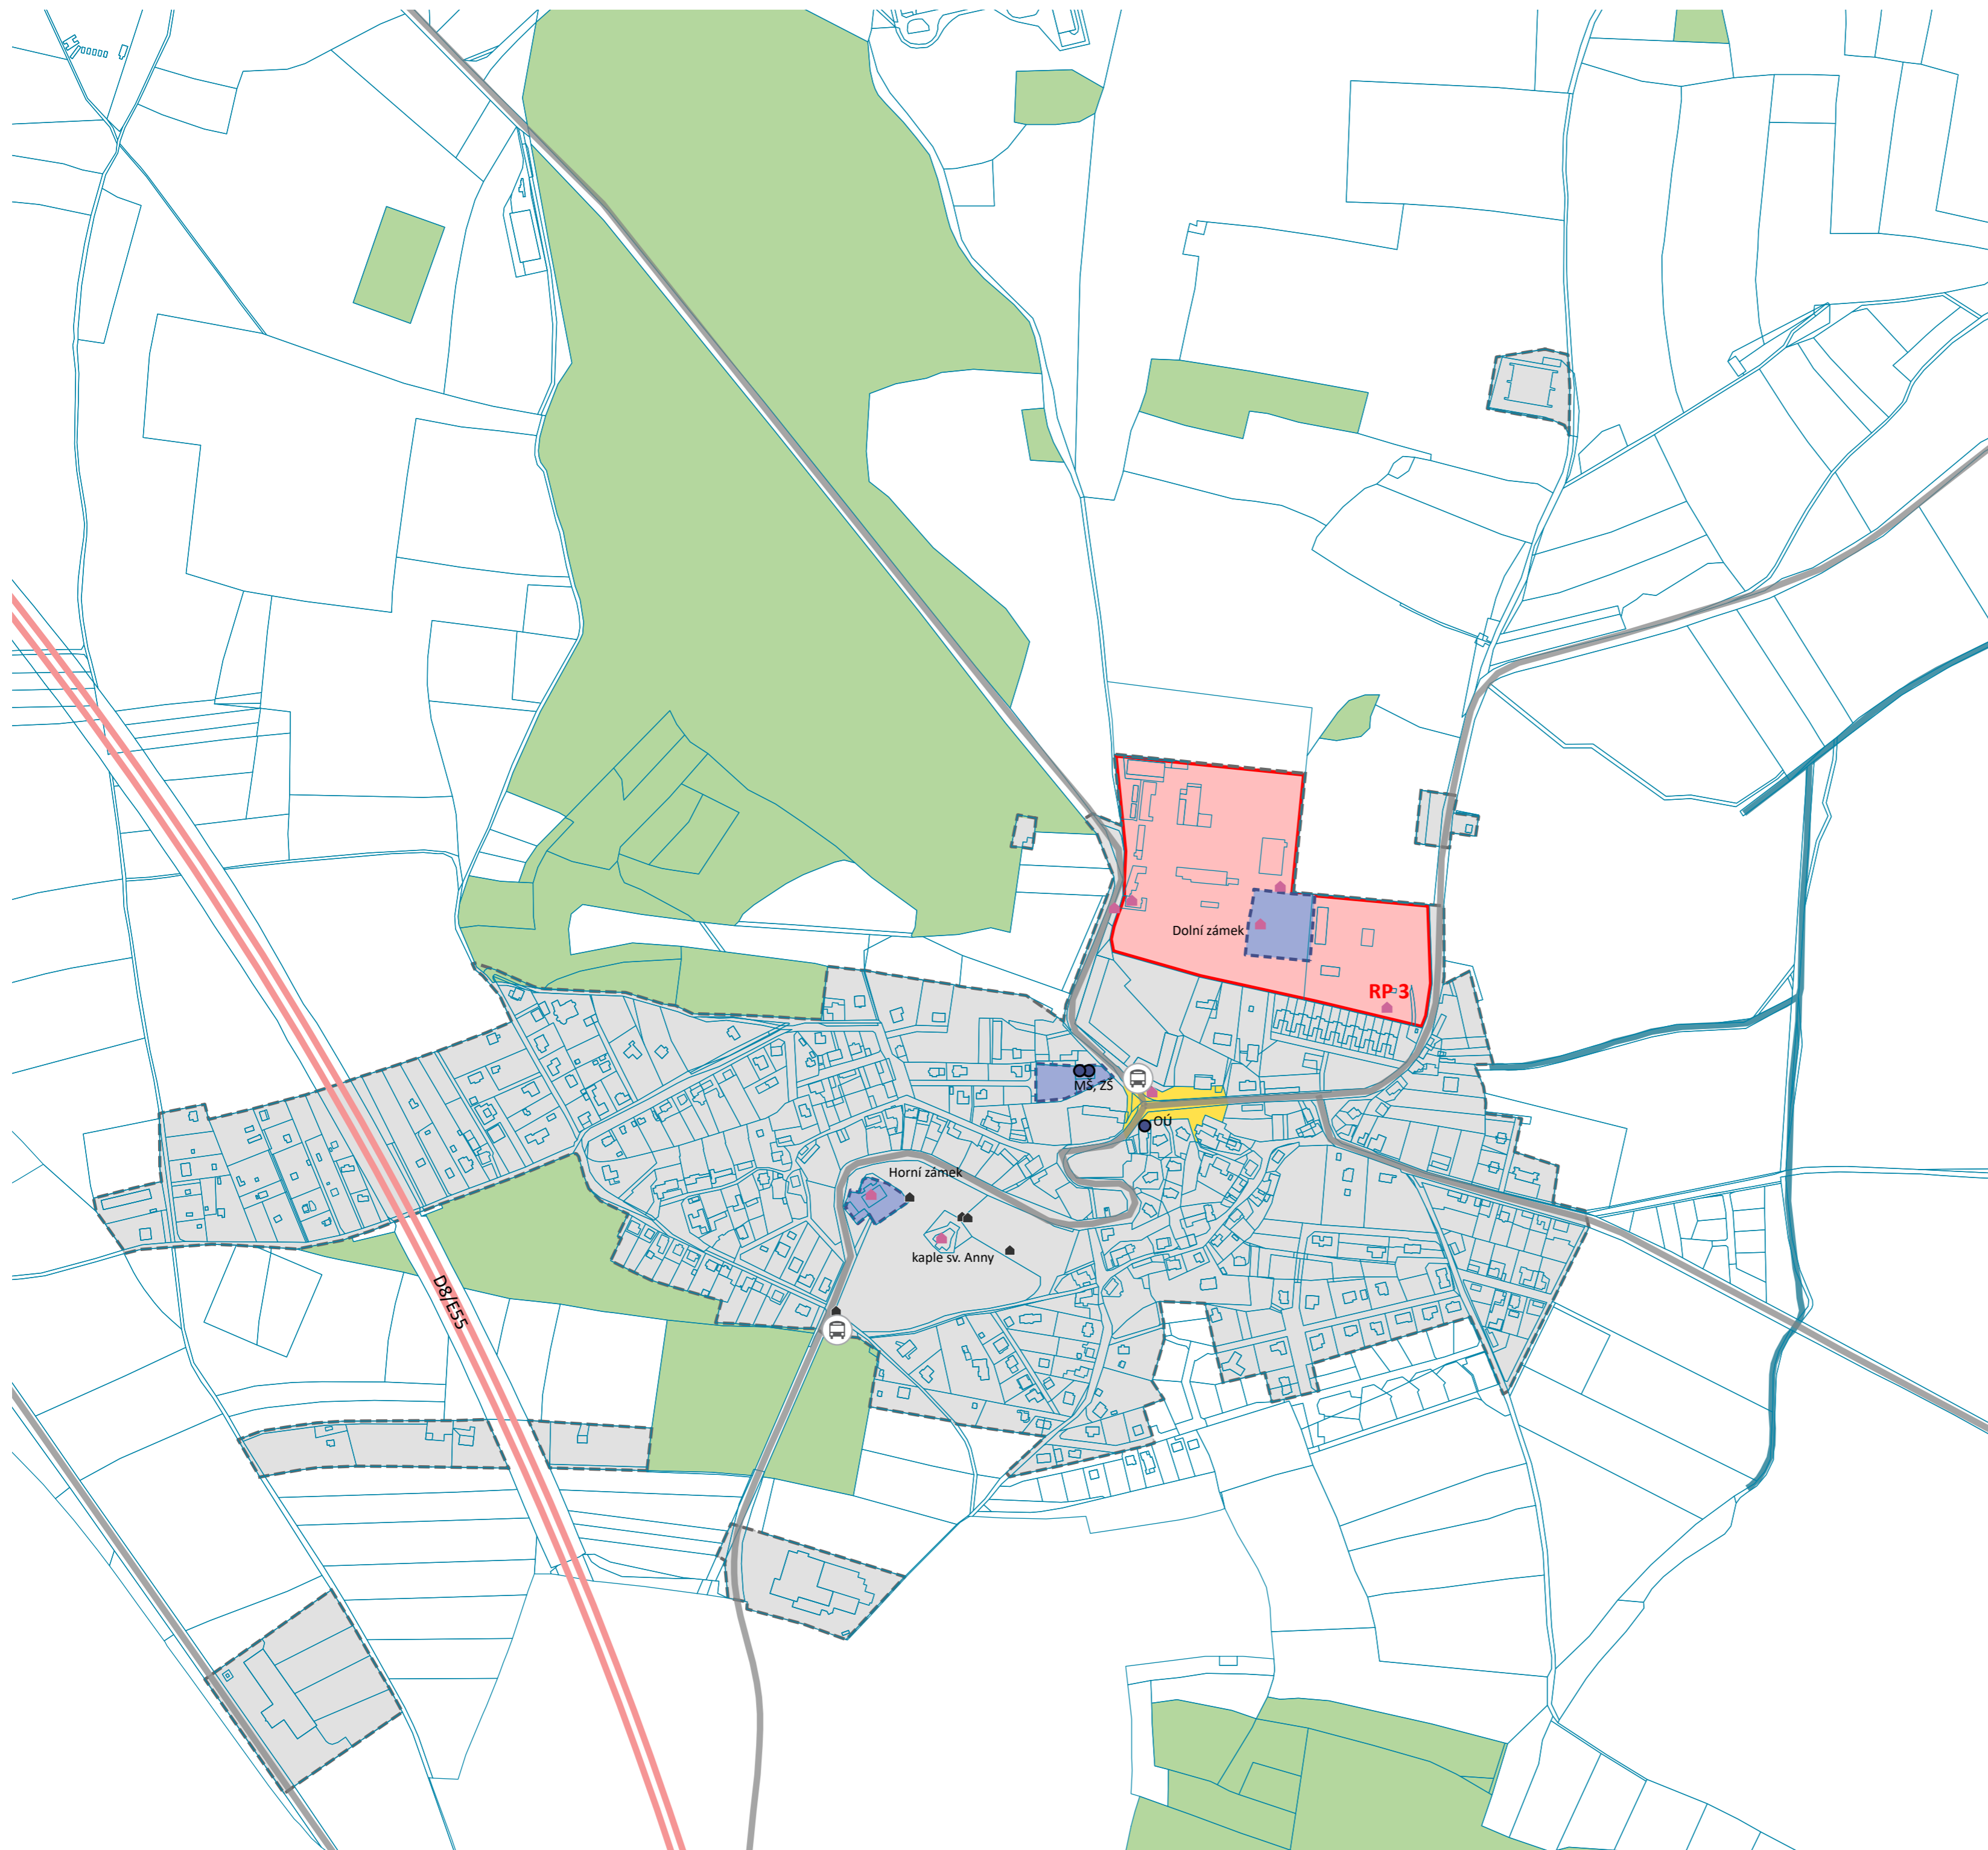 Dolní zámek
RP 3
MŠ, ZŠ
OÚ
Horní zámek
kaple sv. Anny
D8/E55